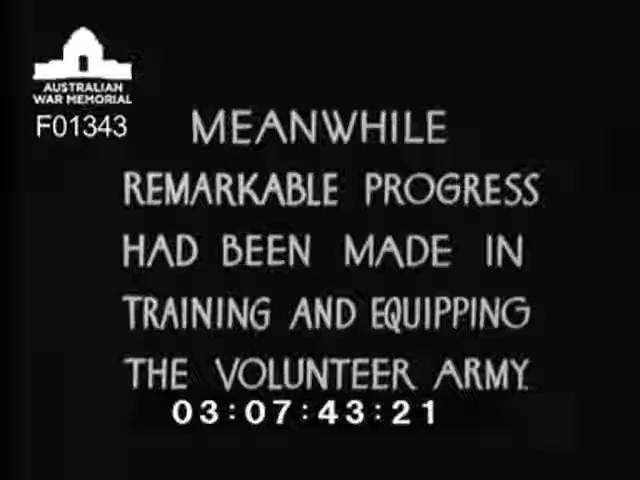 AUSTRALIAN
WAR MEMORIAL
F01343
MEANWHILE
REMARKABLE PROGRESS
HAD BEEN MADE IN
TRAINING AND EQUIPPING
THE VOLUNTEER ARMY.
03:07:43:21